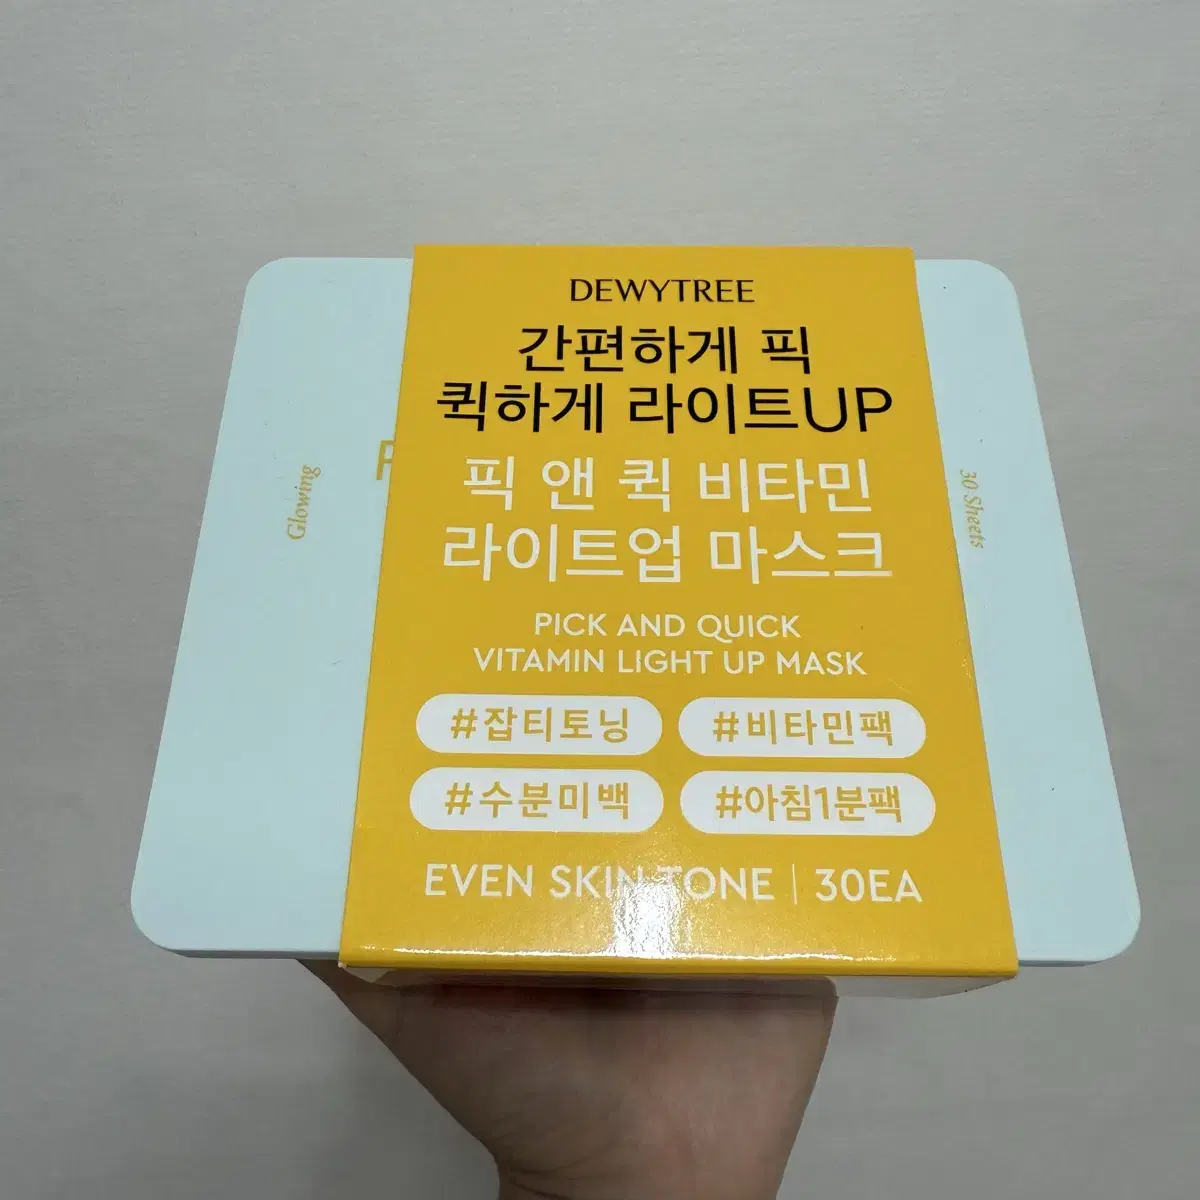 DEWYTREE
간편하게 픽
퀵하게 라이트UP
픽 앤 퀵 비타민
라이트업 마스크
PICK AND QUICK
VITAMIN LIGHT UP MASK
#잡티토닝 #비타민팩
#수분미백 #아침1분팩
EVEN SKIN TONE | 30EA
Glowing
30 Sheets